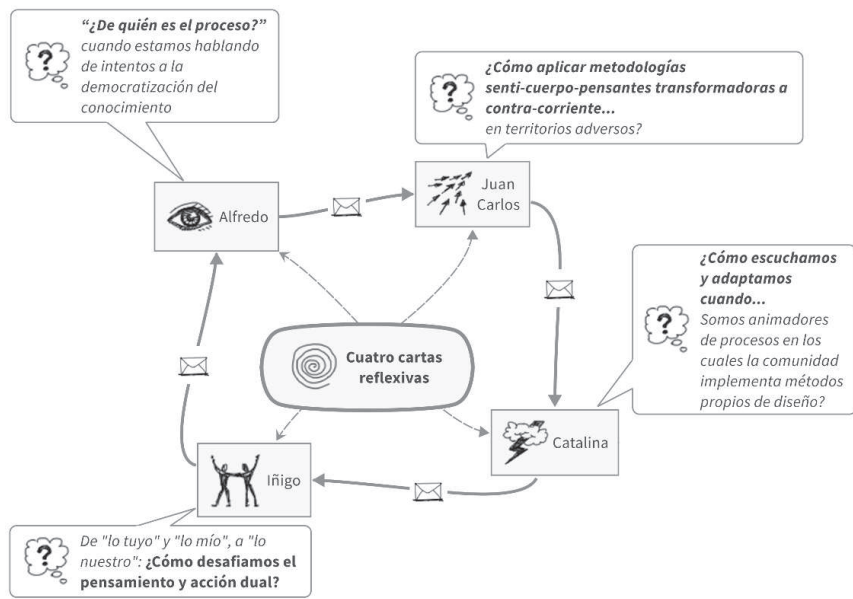 “¿De quién es el proceso?”
cuando estamos hablando
de intentos a la
democratización del
conocimiento
¿Cómo aplicar metodologías
senti-cuerpo-pensantes transformadoras a
contra-corriente...
en territorios adversos?
Alfredo
Juan
Carlos
¿Cómo escuchamos
y adaptamos
cuando...
Somos animadores
de procesos en los
cuales la comunidad
implementa métodos
propios de diseño?
Cuatro cartas
reflexivas
Catalina
Iñigo
De "lo tuyo" y "lo mío", a "lo
nuestro": ¿Cómo desafiamos el
pensamiento y acción dual?